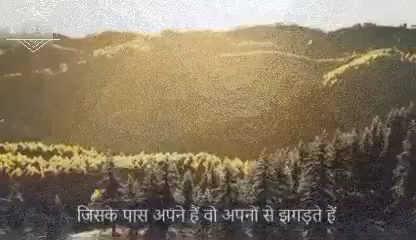 जिसके पास अपने हैं वो अपनों से झगड़ते हैं